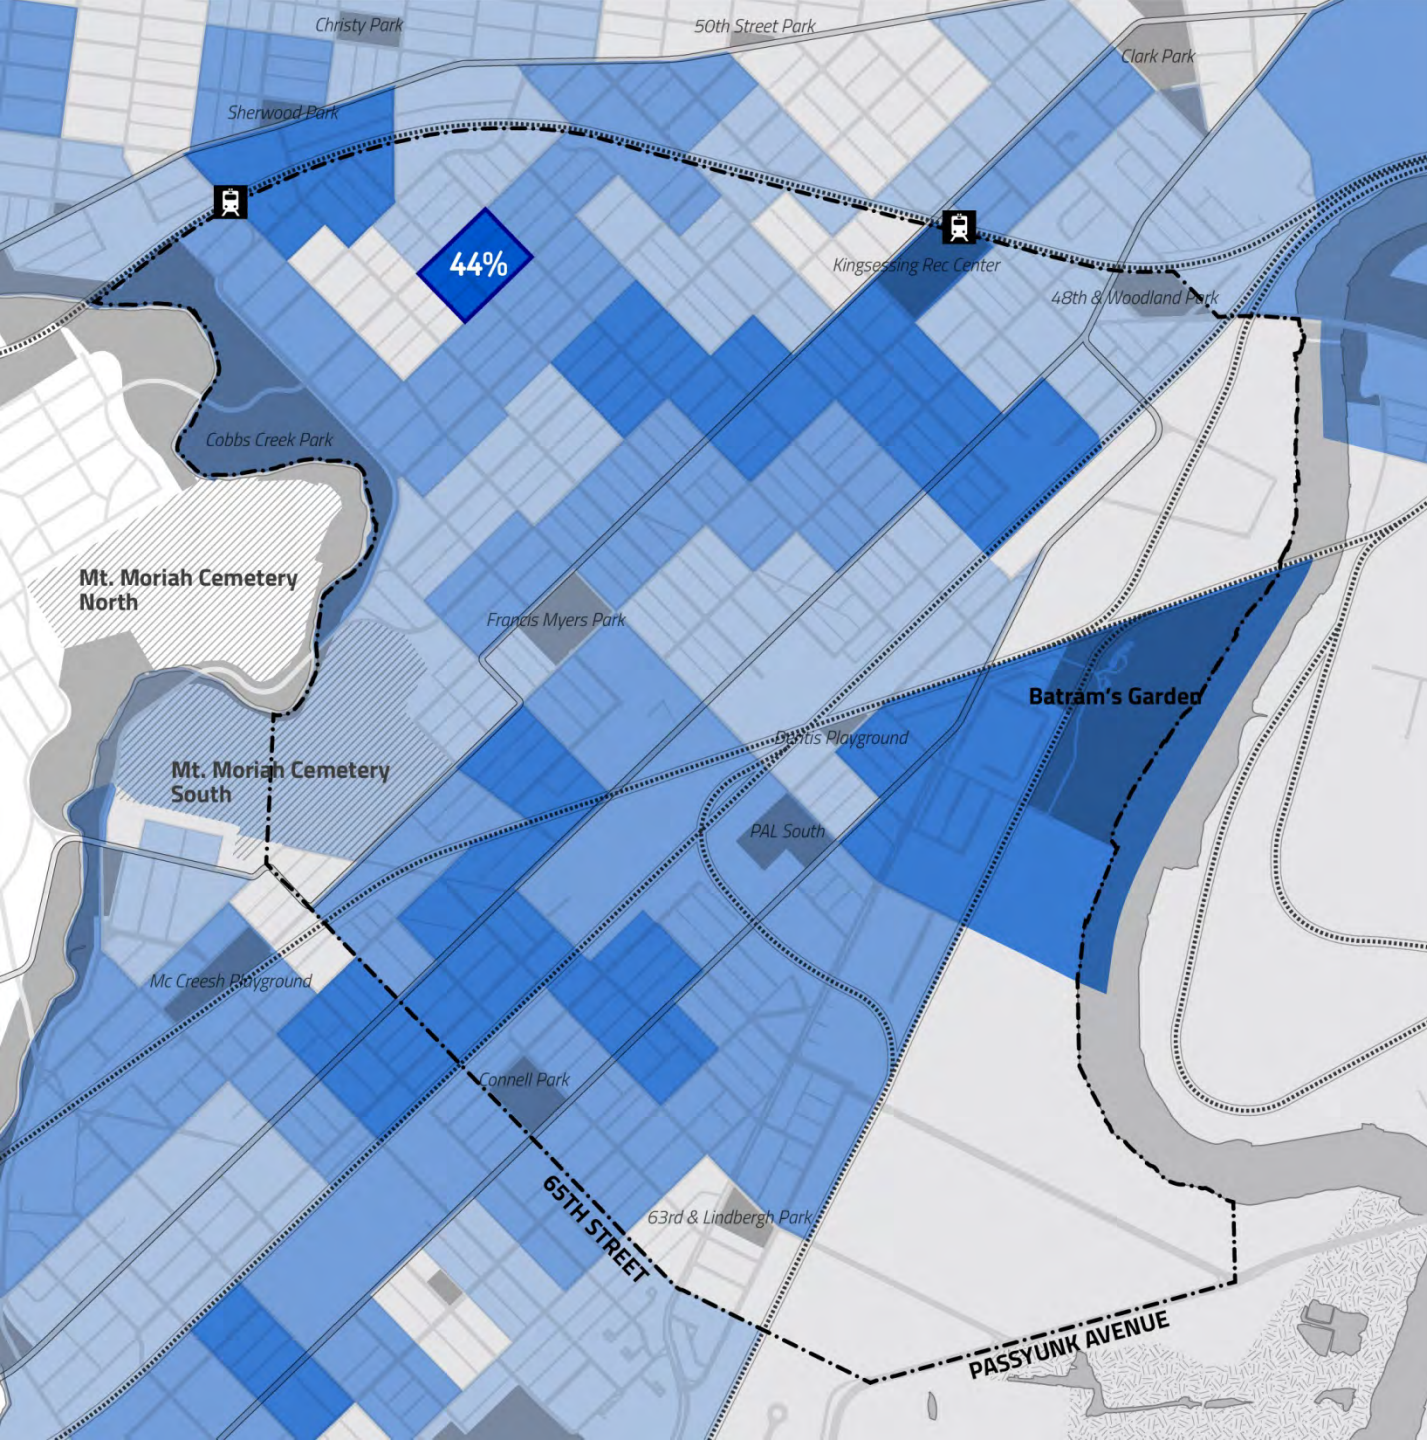 Christy Park
50th Street Park
Clark Park
Sherwood Park
44%
Kingsessing Rec Center
48th & Woodland Park
Cobbs Creek Park
Mt. Moriah Cemetery
North
Francis Myers Park
Batram's Garden
Dentis Playground
Mt. Moriah Cemetery
South
PAL South
Mc Creesh Playground
Connell Park
65TH STREET
63rd & Lindbergh Park
PASSYUNK AVENUE